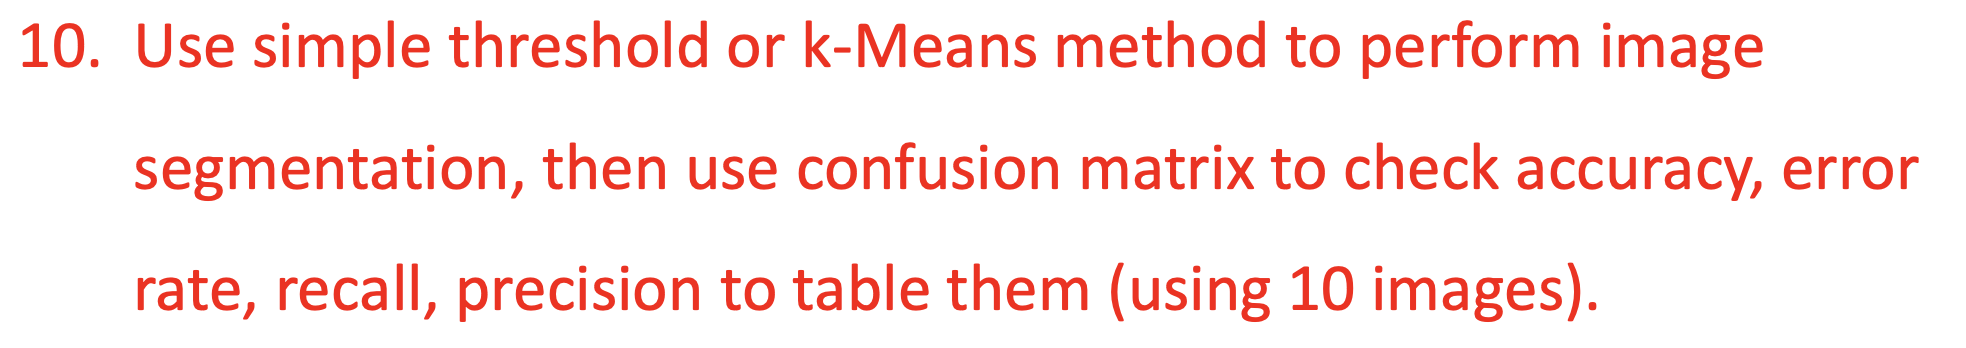 10. Use simple threshold or k-Means method to perform image
segmentation, then use confusion matrix to check accuracy, error
rate, recall, precision to table them (using 10 images).